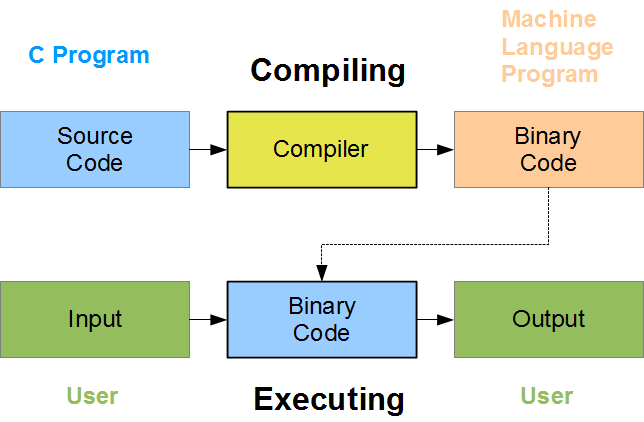 C Program
Compiling
Machine
Language
Program
Source
Code
Compiler
Binary
Code
Input
Binary
Code
Output
User
Executing
User